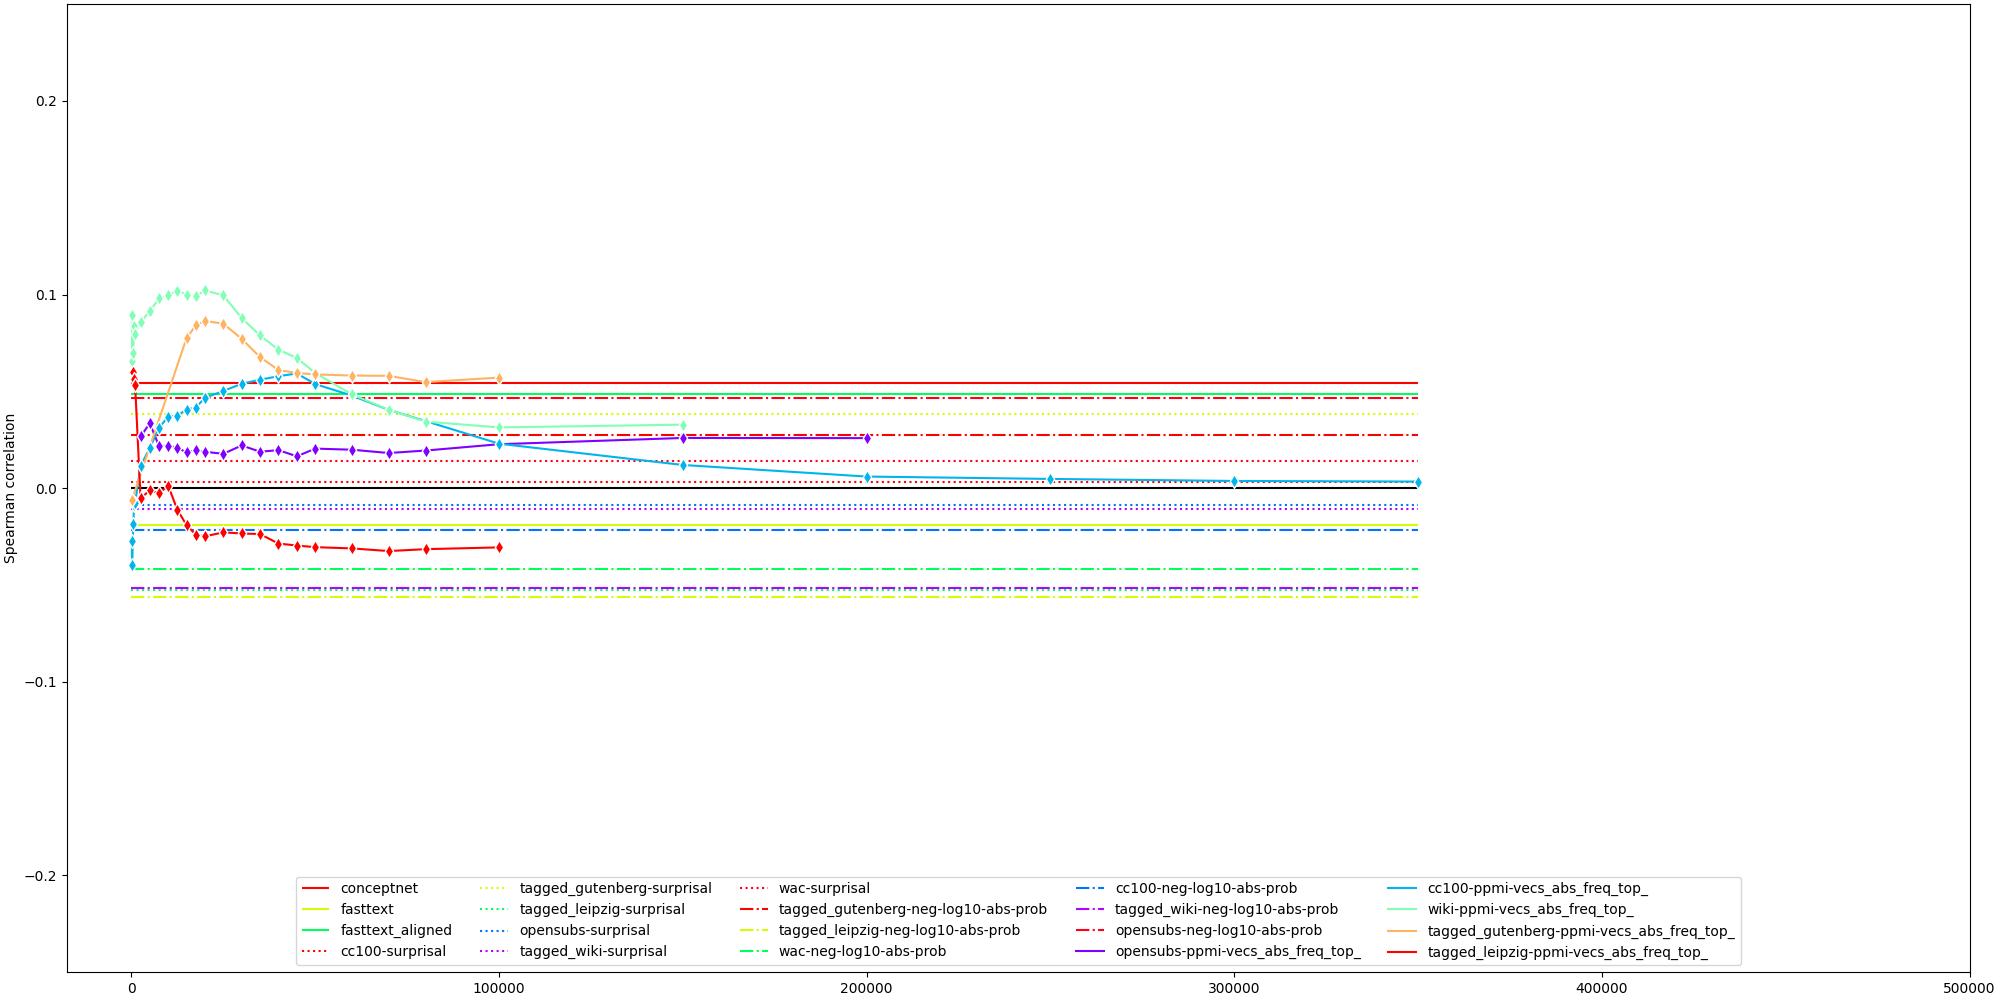 0.2
0.1
0.0
−0.1
−0.2
Spearman correlation
conceptnet
fasttext
fasttext_aligned
cc100-surprisal
tagged_gutenberg-surprisal
tagged_leipzig-surprisal
opensubs-surprisal
tagged_wiki-surprisal
wac-surprisal
tagged_gutenberg-neg-log10-abs-prob
tagged_leipzig-neg-log10-abs-prob
wac-neg-log10-abs-prob
cc100-neg-log10-abs-prob
tagged_wiki-neg-log10-abs-prob
opensubs-neg-log10-abs-prob
opensubs-ppmi-vecs_abs_freq_top_
cc100-ppmi-vecs_abs_freq_top_
wiki-ppmi-vecs_abs_freq_top_
tagged_gutenberg-ppmi-vecs_abs_freq_top_
tagged_leipzig-ppmi-vecs_abs_freq_top_
0 100000 200000 300000 400000 500000